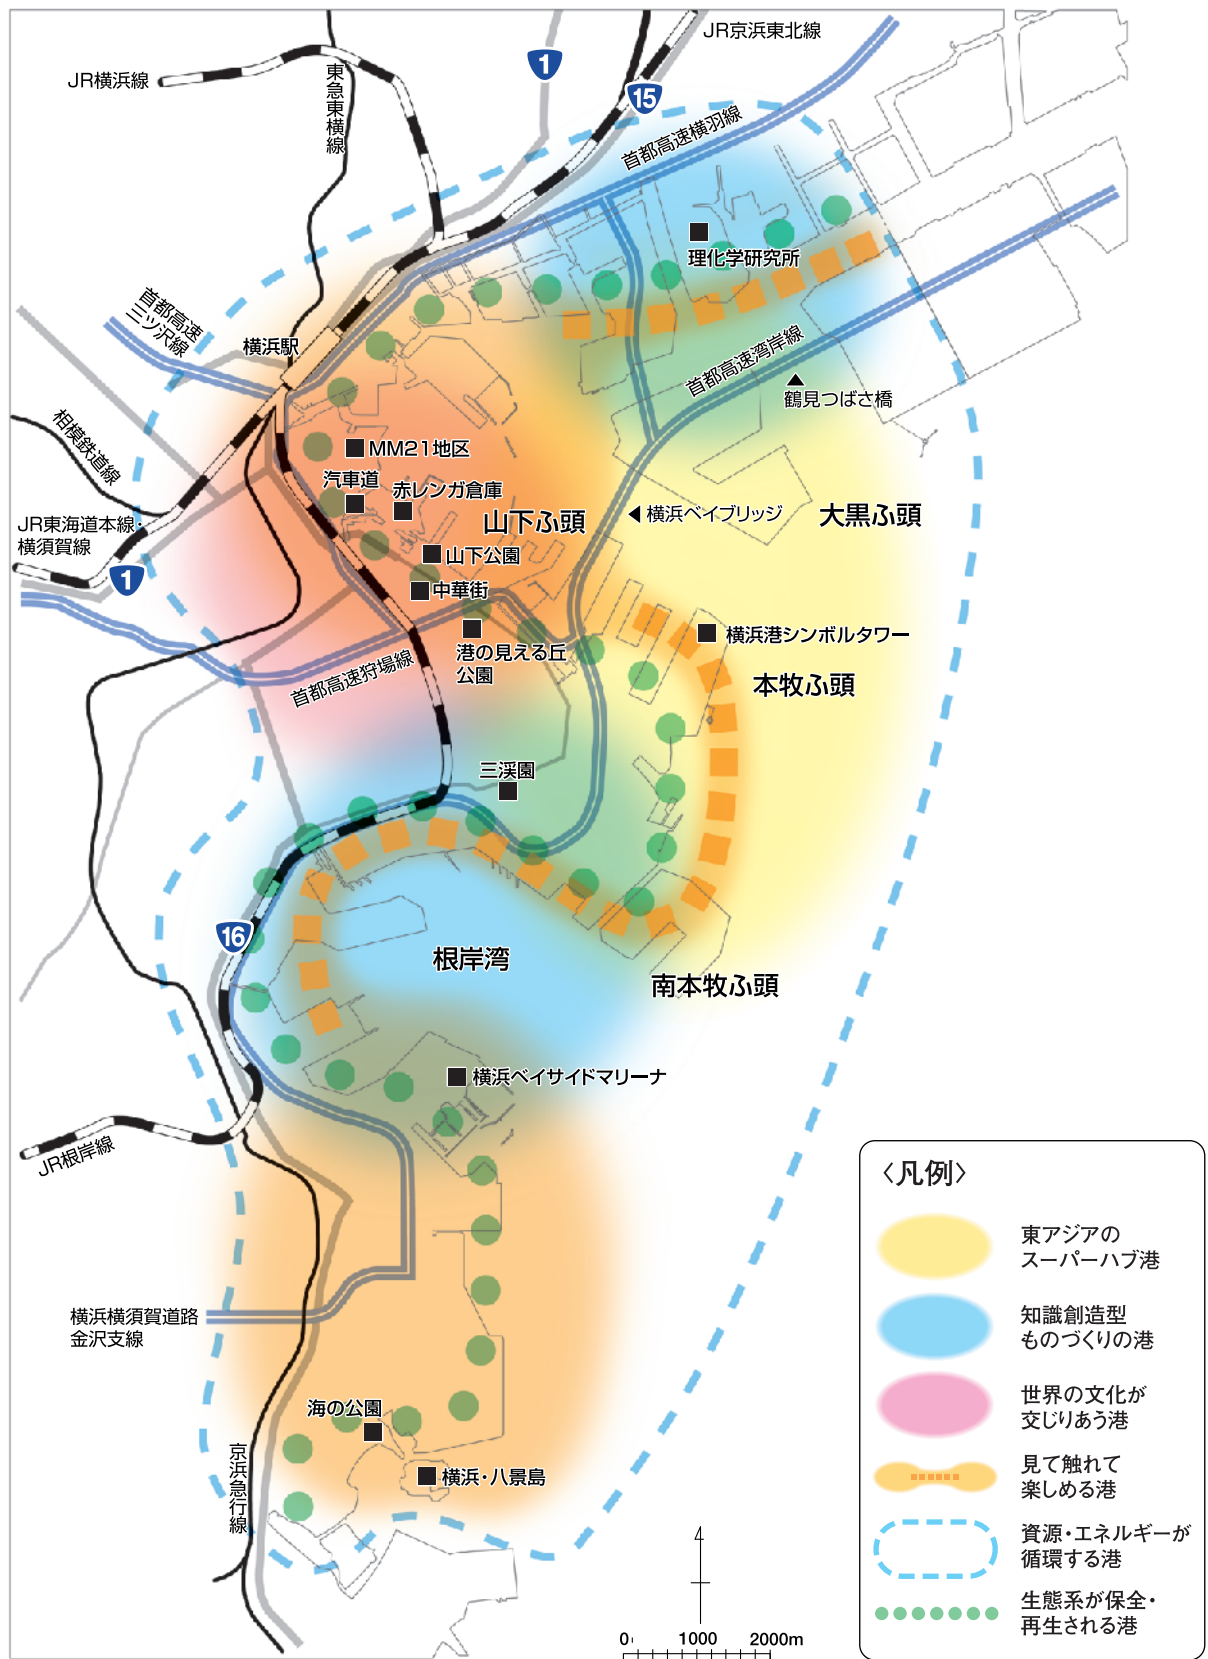 JR京浜東北線
1
JR横浜線
東急東横線
15
首都高速横羽線
理化学研究所
首都高速
三ツ沢線
横浜駅
首都高速湾岸線
鶴見つばさ橋
相模鉄道線
MM21地区
汽車道
赤レンガ倉庫
山下ふ頭
横浜ベイブリッジ
大黒ふ頭
JR東海道本線・
横須賀線
1
山下公園
中華街
横浜港シンボルタワー
港の見える丘
公園
首都高速狩場線
本牧ふ頭
三渓園
16
根岸湾
南本牧ふ頭
横浜ベイサイドマリーナ
JR根岸線
横浜横須賀道路
金沢支線
海の公園
横浜・八景島
京浜急行線
0
1000
2000m
〈凡例〉
東アジアの
スーパーハブ港
知識創造型
ものづくりの港
世界の文化が
交じりあう港
見て触れて
楽しめる港
資源・エネルギーが
循環する港
生態系が保全・
再生される港